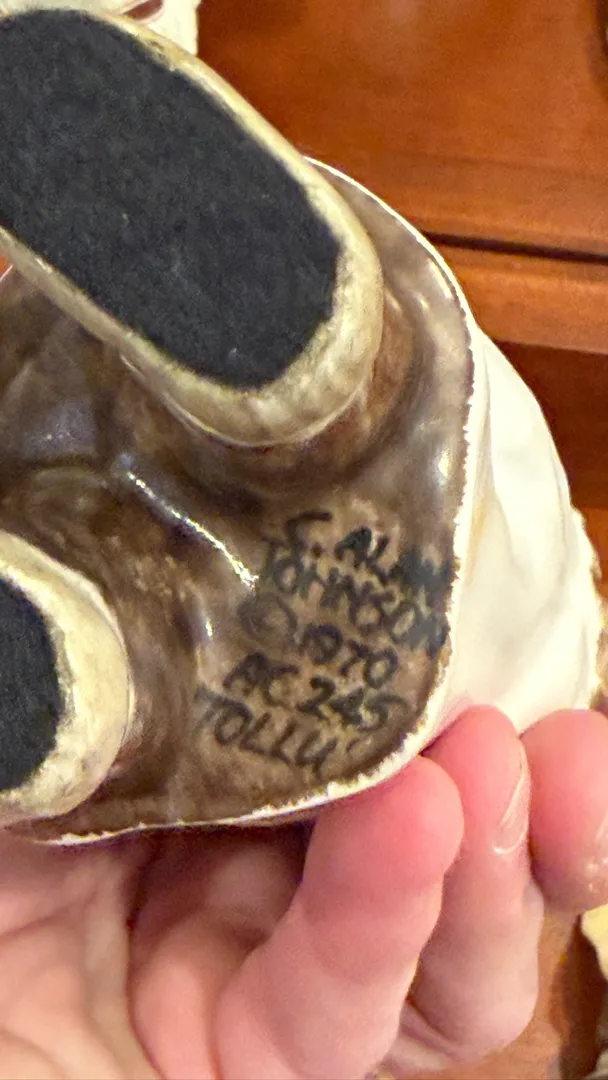 S. ALAN
JOHNSON
© 1970
AC 245
TOLLU